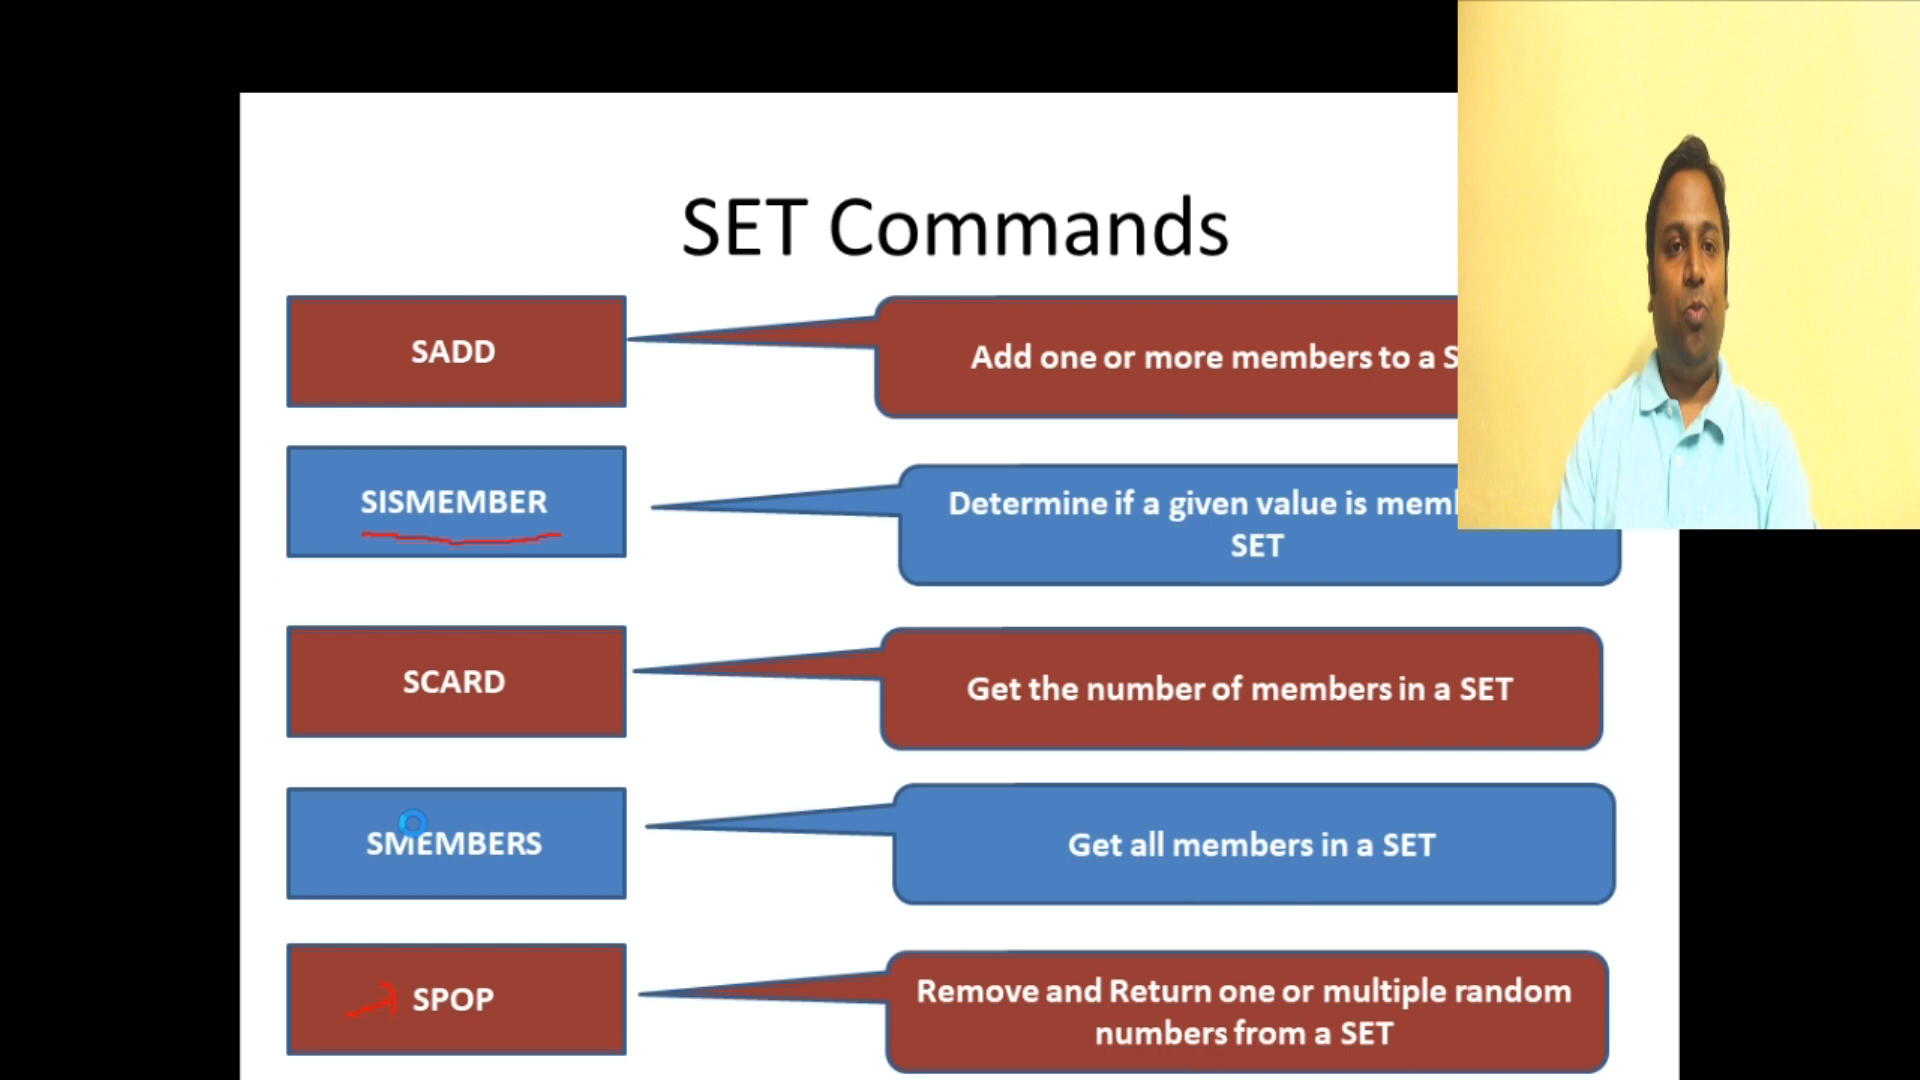 SET Commands
SADD
Add one or more members to a S
SISMEMBER
Determine if a given value is
SET
SCARD
Get the number of members in a SET
SMEMBERS
Get all members in a SET
SPOP
Remove and Return one or multiple random
numbers from a SET